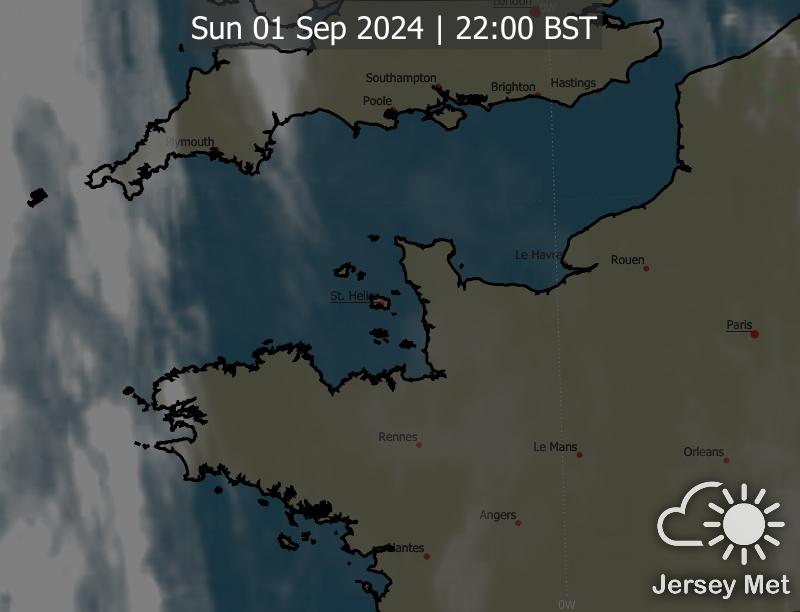 London
0W
Sun 01 Sep 2024 | 22:00 BST
Southampton
Brighton
Hastings
Poole
Plymouth
Le Havre
Rouen
St. Helier
Paris
Rennes
Le Mans
Orleans
Angers
Nantes
Jersey Met
0W